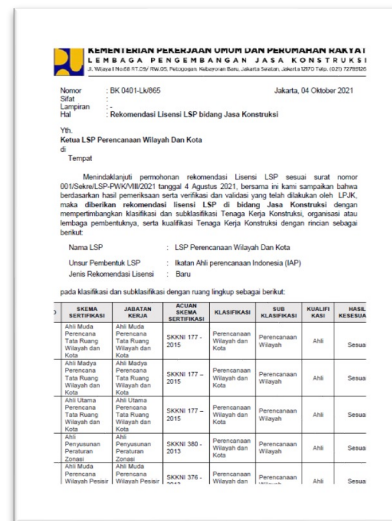 KEMENTERIAN PEKERJAAN UMUM DAN PERUMAHAN RAKYAT
LEMBAGA PENGEMBANGAN JASA KONSTRUKSI
Jakarta, 04 Oktober 2021
Nomor : BK 0401-Lk/865
Sifat :
Lampiran : -
Hal : Rekomendasi Lisensi LSP bidang Jasa Konstruksi
Yth.
Ketua LSP Perencanaan Wilayah Dan Kota
di
Tempat
Menindaklanjuti permohonan rekomendasi Lisensi LSP sesuai surat nomor
001/Sekre/LSP-PWK/VIII/2021 tanggal 4 Agustus 2021, bersama ini kami sampaikan bahwa
berdasarkan hasil pemeriksaan serta verifikasi dan validasi yang telah dilakukan oleh LPJK,
maka diberikan rekomendasi lisensi LSP di bidang Jasa Konstruksi dengan
mempertimbangkan klasifikasi dan subklasifikasi Tenaga Kerja Konstruksi, organisasi atau
lembaga pembentuknya, serta kualifikasi Tenaga Kerja Konstruksi dengan rincian sebagai
berikut:
Nama LSP : LSP Perencanaan Wilayah Dan Kota
Unsur Pembentuk LSP : Ikatan Ahli perencanaan Indonesia (IAP)
Jenis Rekomendasi Lisensi : Baru
pada klasifikasi dan subklasifikasi dengan ruang lingkup sebagai berikut:
SKEMA SERTIFIKASI JABATAN KERJA ACUAN SKEMA SERTIFIKASI KLASIFIKASI SUB KLASIFIKASI KUALIFI KASI HASIL KESESUA
Ahli Muda Perencana Tata Ruang Wilayah dan Kota Ahli Muda Perencana Tata Ruang Wilayah dan Kota SKKNI 177 - 2015 Perencanaan Wilayah dan Kota Perencanaan Wilayah Ahli Sesua
Ahli Madya Perencana Tata Ruang Wilayah dan Kota Ahli Madya Perencana Tata Ruang Wilayah dan Kota SKKNI 177 – 2015 Perencanaan Wilayah dan Kota Perencanaan Wilayah Ahli Sesua
Ahli Utama Perencana Tata Ruang Wilayah dan Kota Ahli Utama Perencana Tata Ruang Wilayah dan Kota SKKNI 177 – 2015 Perencanaan Wilayah dan Kota Perencanaan Wilayah Ahli Sesua
Ahli Penyusunan Peraturan Zonasi Ahli Penyusunan Peraturan Zonasi SKKNI 380 - 2013 Perencanaan Wilayah dan Kota Perencanaan Wilayah Ahli Sesua
Ahli Muda Perencana Wilayah Pesisir Ahli Muda Perencana Wilayah Pesisir SKKNI 376 - Perencanaan Wilayah dan Perencanaan Ahli Sesua